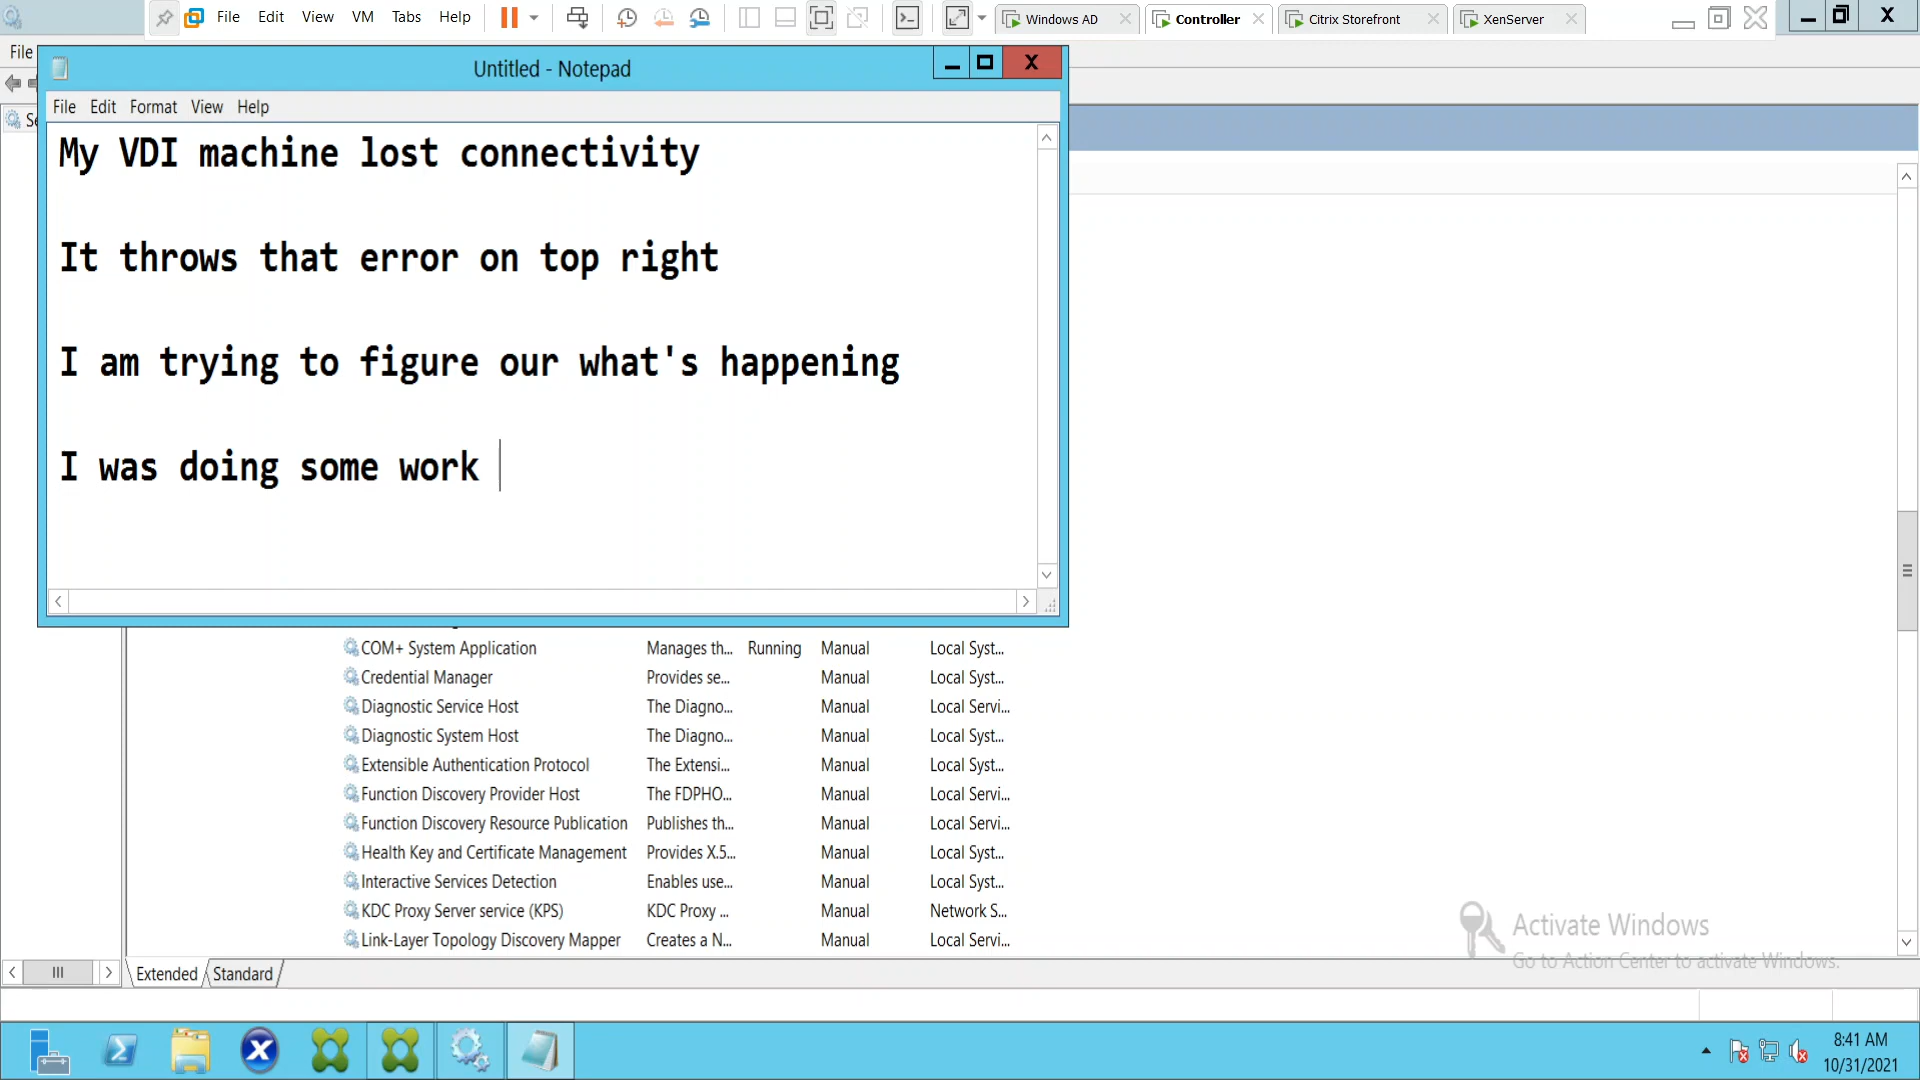 File Edit View VM Tabs Help
Windows AD Controller Citrix Storefront XenServer
File
Untitled - Notepad
X
File Edit Format View Help
My VDI machine lost connectivity
It throws that error on top right
I am trying to figure our what's happening
I was doing some work
COM+ System Application Manages th... Running Manual Local Syst...
Credential Manager Provides se... Manual Local Syst...
Diagnostic Service Host The Diagno... Manual Local Servi...
Diagnostic System Host The Diagno... Manual Local Syst...
Extensible Authentication Protocol The Extensi... Manual Local Syst...
Function Discovery Provider Host The FDPHO... Manual Local Servi...
Function Discovery Resource Publication Publishes th... Manual Local Servi...
Health Key and Certificate Management Provides X.5... Manual Local Syst...
Interactive Services Detection Enables use... Manual Local Syst...
KDC Proxy Server service (KPS) KDC Proxy ... Manual Network S...
Link-Layer Topology Discovery Mapper Creates a N... Manual Local Servi...
Activate Windows
Go to Action Center to activate Windows.
Extended Standard
8:41 AM
10/31/2021